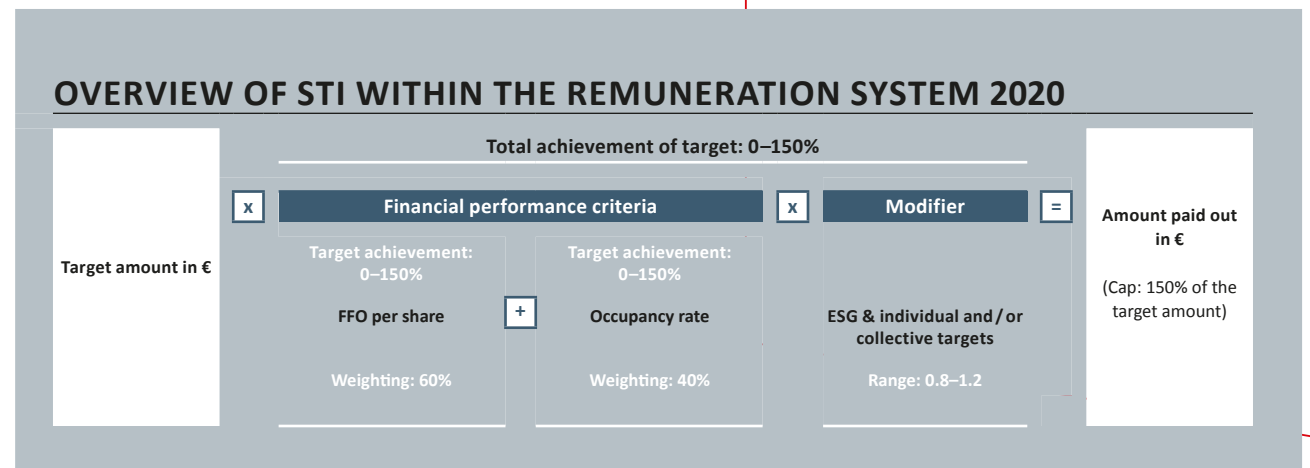 OVERVIEW OF STI WITHIN THE REMUNERATION SYSTEM 2020
Total achievement of target: 0–150%
Target amount in €
x
Financial performance criteria
Target achievement:
0–150%
FFO per share
Weighting: 60%
+
Target achievement:
0–150%
Occupancy rate
Weighting: 40%
x
Modifier
ESG & individual and/or
collective targets
Range: 0.8–1.2
=
Amount paid out
in €
(Cap: 150% of the
target amount)